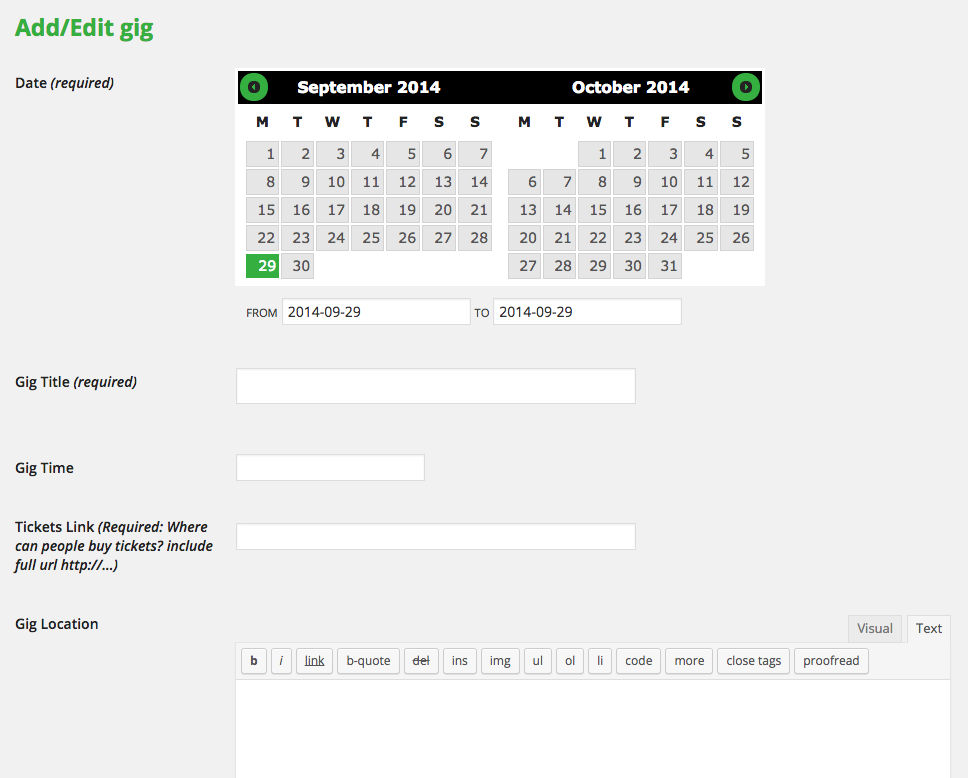 Add/Edit gig
Date (required)
September 2014 October 2014
M T W T F S S M T W T F S S
1 2 3 4 5 6 7 1 2 3 4 5
8 9 10 11 12 13 14 6 7 8 9 10 11 12
15 16 17 18 19 20 21 13 14 15 16 17 18 19
22 23 24 25 26 27 28 20 21 22 23 24 25 26
29 30 27 28 29 30 31
FROM 2014-09-29 TO 2014-09-29
Gig Title (required)
Gig Time
Tickets Link (Required: Where
can people buy tickets? include
full url http://...)
Gig Location
Visual Text
b i link b-quote del ins img ul ol li code more close tags proofread